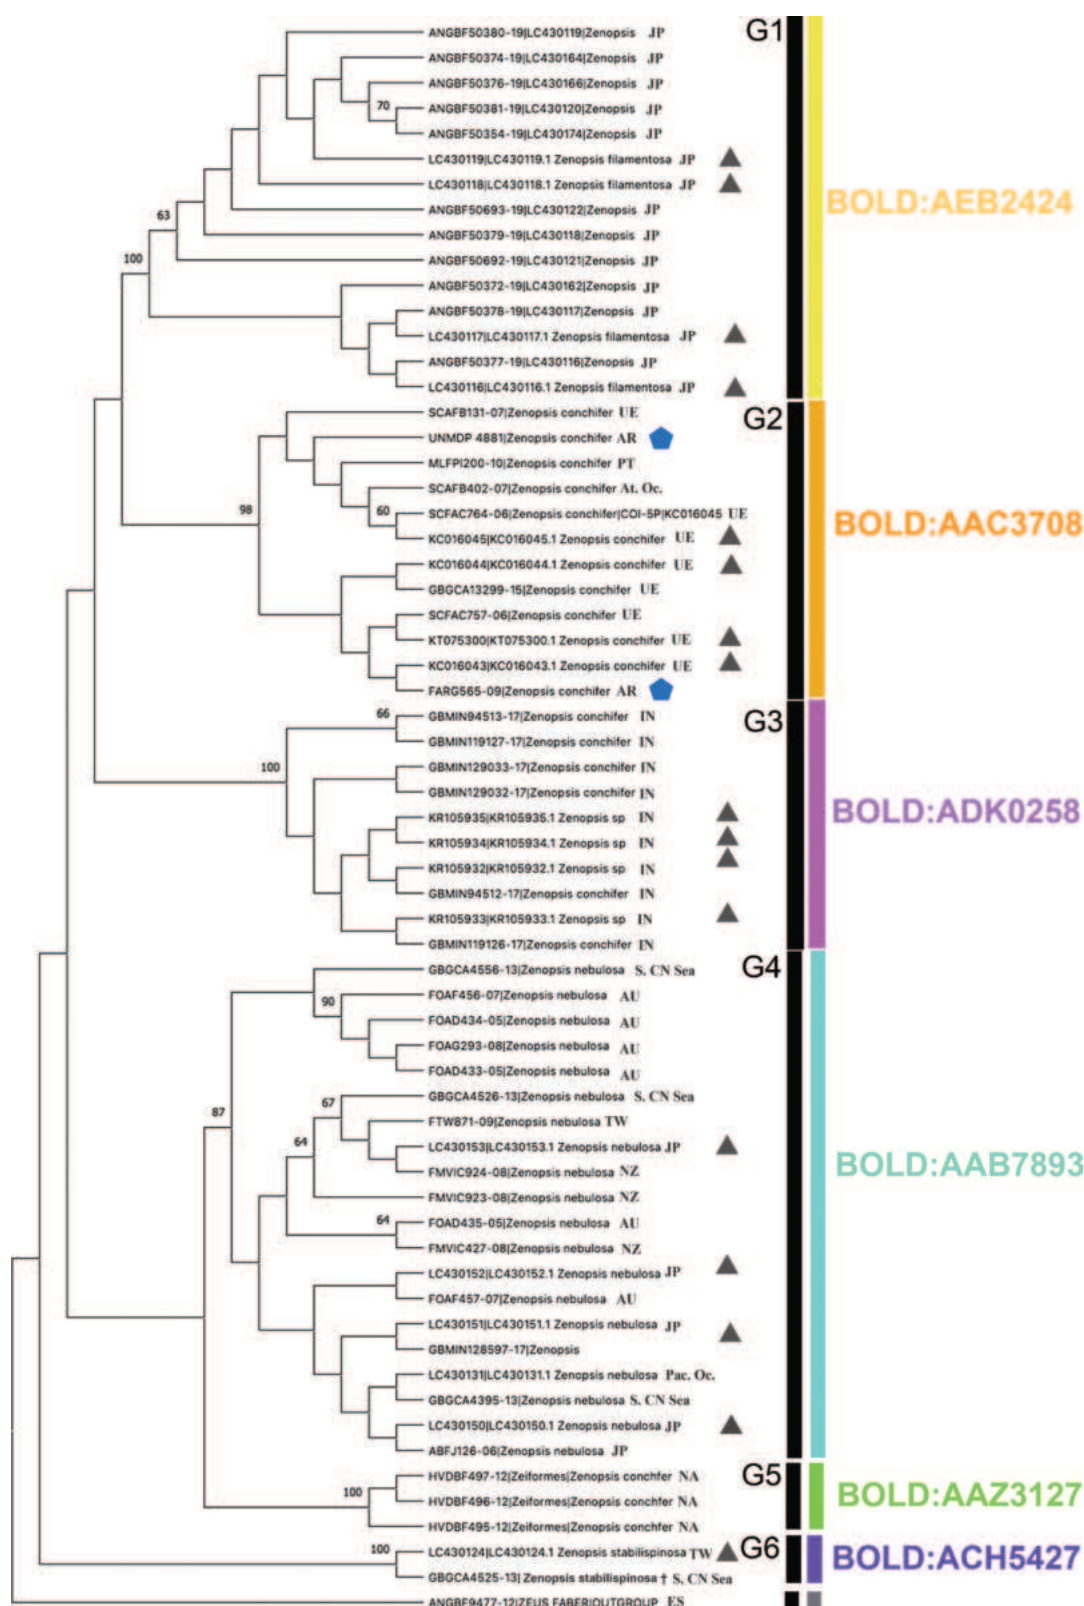 G1
ANGBF50380-19|LC430119|Zenopsis JP
ANGBF50374-19|LC430164|Zenopsis JP
ANGBF50376-19|LC430166|Zenopsis JP
70
ANGBF50381-19|LC430120|Zenopsis JP
ANGBF50354-19|LC430174|Zenopsis JP
LC430119|LC430119.1 Zenopsis filamentosa JP
LC430118|LC430118.1 Zenopsis filamentosa JP
BOLD:AEB2424
ANGBF50693-19|LC430122|Zenopsis JP
63
ANGBF50379-19|LC430118|Zenopsis JP
100
ANGBF50692-19|LC430121|Zenopsis JP
ANGBF50372-19|LC430162|Zenopsis JP
ANGBF50378-19|LC430117|Zenopsis JP
LC430117|LC430117.1 Zenopsis filamentosa JP
ANGBF50377-19|LC430116|Zenopsis JP
LC430116|LC430116.1 Zenopsis filamentosa JP
G2
SCAFB131-07|Zenopsis conchifer UE
UNMDP 4881|Zenopsis conchifer AR
MLFPI200-10|Zenopsis conchifer PT
SCAFB402-07|Zenopsis conchifer At. Oc.
98
60
SCFAC764-06|Zenopsis conchifer|COI-5P|KC016045 UE
BOLD:AAC3708
KC016045|KC016045.1 Zenopsis conchifer UE
KC016044|KC016044.1 Zenopsis conchifer UE
GBGCA13299-15|Zenopsis conchifer UE
SCFAC757-06|Zenopsis conchifer UE
KT075300|KT075300.1 Zenopsis conchifer UE
KC016043|KC016043.1 Zenopsis conchifer UE
FARG565-09|Zenopsis conchifer AR
G3
66
GBMIN94513-17|Zenopsis conchifer IN
GBMIN119127-17|Zenopsis conchifer IN
100
GBMIN129033-17|Zenopsis conchifer IN
GBMIN129032-17|Zenopsis conchifer IN
BOLD:ADK0258
KR105935|KR105935.1 Zenopsis sp IN
KR105934|KR105934.1 Zenopsis sp IN
KR105932|KR105932.1 Zenopsis sp IN
GBMIN94512-17|Zenopsis conchifer IN
KR105933|KR105933.1 Zenopsis sp IN
GBMIN119126-17|Zenopsis conchifer IN
G4
GBGCA4556-13|Zenopsis nebulosa S. CN Sea
90
FOAF456-07|Zenopsis nebulosa AU
FOAD434-05|Zenopsis nebulosa AU
FOAG293-08|Zenopsis nebulosa AU
FOAD433-05|Zenopsis nebulosa AU
67
GBGCA4526-13|Zenopsis nebulosa S. CN Sea
87
FTW871-09|Zenopsis nebulosa TW
64
LC430153|LC430153.1 Zenopsis nebulosa JP
BOLD:AAB7893
FMVIC924-08|Zenopsis nebulosa NZ
FMVIC923-08|Zenopsis nebulosa NZ
64
FOAD435-05|Zenopsis nebulosa AU
FMVIC427-08|Zenopsis nebulosa NZ
LC430152|LC430152.1 Zenopsis nebulosa JP
FOAF457-07|Zenopsis nebulosa AU
LC430151|LC430151.1 Zenopsis nebulosa JP
GBMIN128597-17|Zenopsis
LC430131|LC430131.1 Zenopsis nebulosa Pac. Oc.
GBGCA4395-13|Zenopsis nebulosa S. CN Sea
LC430150|LC430150.1 Zenopsis nebulosa JP
ABFJ126-06|Zenopsis nebulosa JP
G5
HVDBF497-12|Zeiformes|Zenopsis conchfer NA
100
HVDBF496-12|Zeiformes|Zenopsis conchfer NA
BOLD:AAZ3127
HVDBF495-12|Zeiformes|Zenopsis conchfer NA
G6
100
LC430124|LC430124.1 Zenopsis stabilispinosa TW
BOLD:ACH5427
GBGCA4525-13| Zenopsis stabilispinosa † S. CN Sea
ANGBF9477-12|ZEUS FABER|OUTGROUP ES